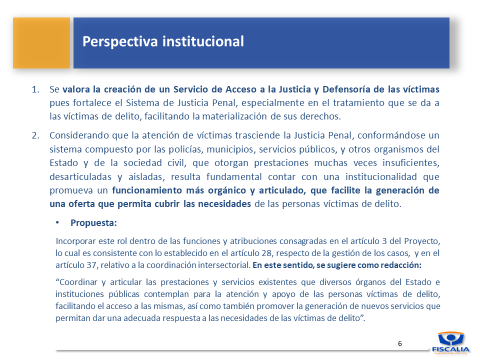 Perspectiva institucional
1. Se valora la creación de un Servicio de Acceso a la Justicia y Defensoría de las víctimas
pues fortalece el Sistema de Justicia Penal, especialmente en el tratamiento que se da a
las víctimas de delito, facilitando la materialización de sus derechos.
2. Considerando que la atención de víctimas trasciende la Justicia Penal, conformándose un
sistema compuesto por las policías, municipios, servicios públicos, y otros organismos del
Estado y de la sociedad civil, que otorgan prestaciones muchas veces insuficientes,
desarticuladas y aisladas, resulta fundamental contar con una institucionalidad que
promueva un funcionamiento más orgánico y articulado, que facilite la generación de
una oferta que permita cubrir las necesidades de las personas víctimas de delito.
• Propuesta:
Incorporar este rol dentro de las funciones y atribuciones consagradas en el artículo 3 del Proyecto,
lo cual es consistente con lo establecido en el artículo 28, respecto de la gestión de los casos, y en el
artículo 37, relativo a la coordinación intersectorial. En este sentido, se sugiere como redacción:
“Coordinar y articular las prestaciones y servicios existentes que diversos órganos del Estado e
instituciones públicas contemplan para la atención y apoyo de las personas víctimas de delito,
facilitando el acceso a las mismas, así como también promover la generación de nuevos servicios que
permitan dar una adecuada respuesta a las necesidades de las víctimas de delito”.
6
FISCALIA